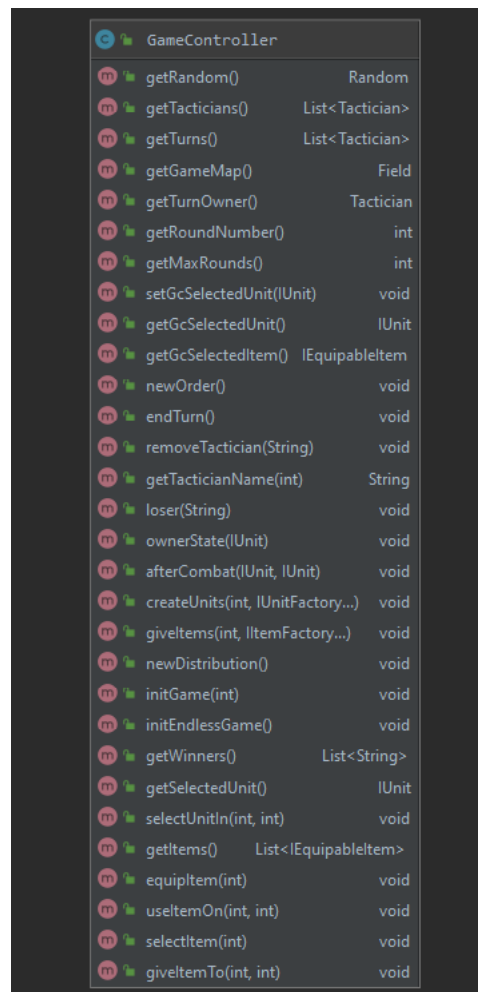 GameController
getRandom() Random
getTacticians() List<Tactician>
getTurns() List<Tactician>
getGameMap() Field
getTurnOwner() Tactician
getRoundNumber() int
getMaxRounds() int
setGcSelectedUnit(IUnit) void
getGcSelectedUnit() IUnit
getGcSelectedItem() IEquipableItem
newOrder() void
endTurn() void
removeTactician(String) void
getTacticianName(int) String
loser(String) void
ownerState(IUnit) void
afterCombat(IUnit, IUnit) void
createUnits(int, IUnitFactory...) void
giveItems(int, IItemFactory...) void
newDistribution() void
initGame(int) void
initEndlessGame() void
getWinners() List<String>
getSelectedUnit() IUnit
selectUnitIn(int, int) void
getItems() List<IEquipableItem>
equipItem(int) void
useItemOn(int, int) void
selectItem(int) void
giveItemTo(int, int) void